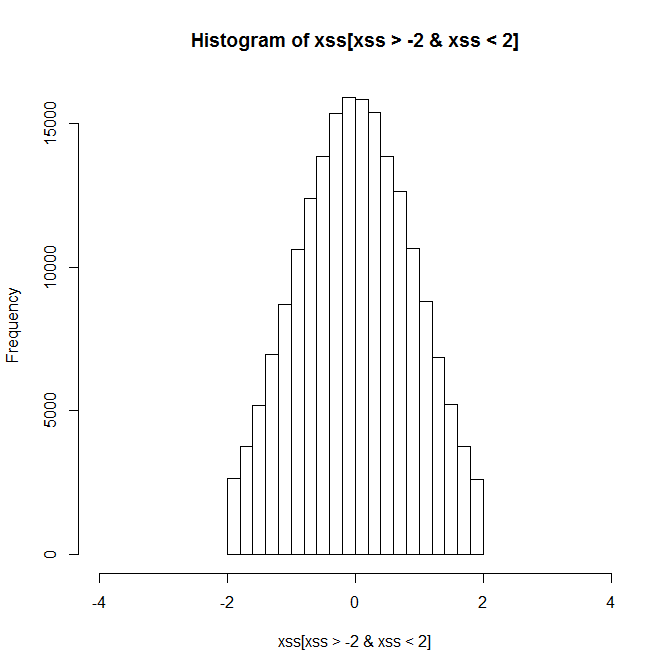 Histogram of xss[xss > -2 & xss < 2]
Frequency
15000
10000
5000
0
-4 -2 0 2 4
xss[xss > -2 & xss < 2]